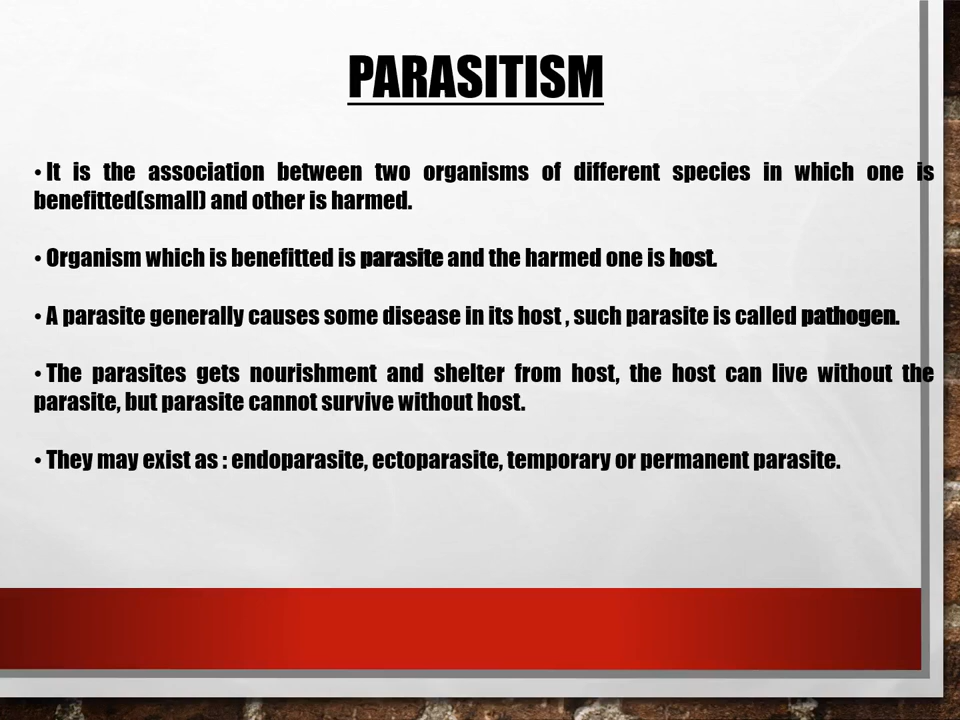 PARASITISM
• It is the association between two organisms of different species in which one is
benefitted(small) and other is harmed.
• Organism which is benefitted is parasite and the harmed one is host.
• A parasite generally causes some disease in its host , such parasite is called pathogen.
• The parasites gets nourishment and shelter from host, the host can live without the
parasite, but parasite cannot survive without host.
• They may exist as : endoparasite, ectoparasite, temporary or permanent parasite.